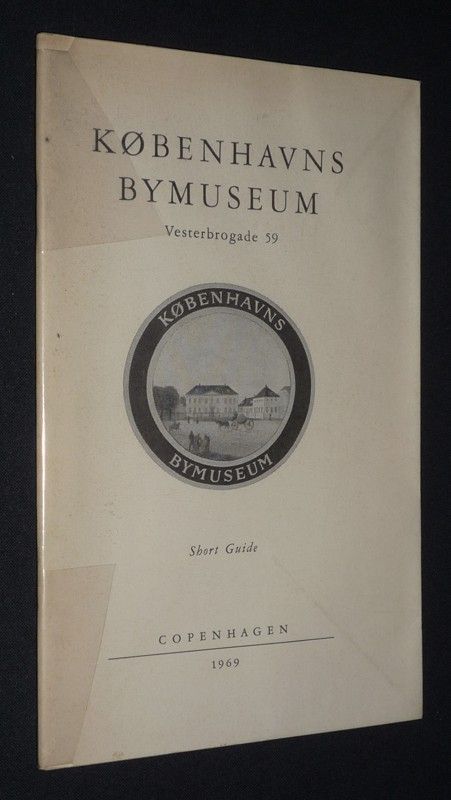 KØBENHAVNS
BYMUSEUM
Vesterbrogade 59
KØBENHAVNS
BYMUSEUM
Short Guide
COPENHAGEN
1969